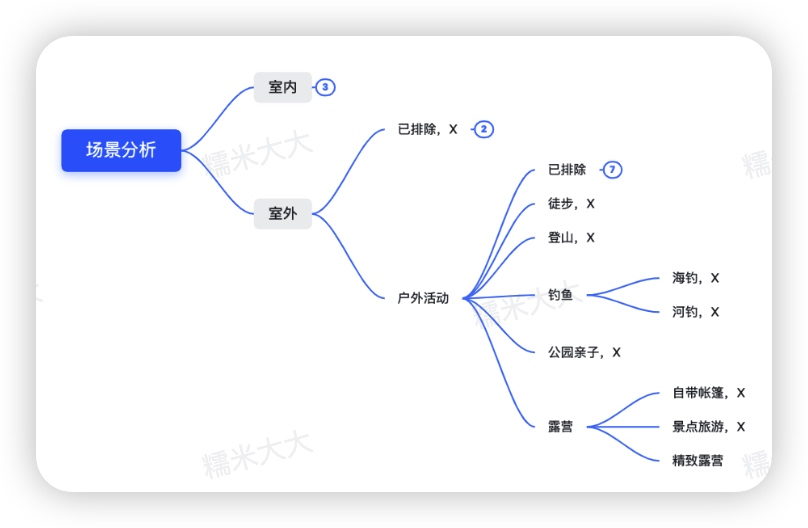 室内 3
场景分析
糯米大大
已排除，X 2
室外
已排除 7
糯米
徒步，X
登山，X
户外活动
钓鱼
海钓，X
河钓，X
糯米大大
公园亲子，X
露营
自带帐篷，X
景点旅游，X
精致露营
糯米大大
糯